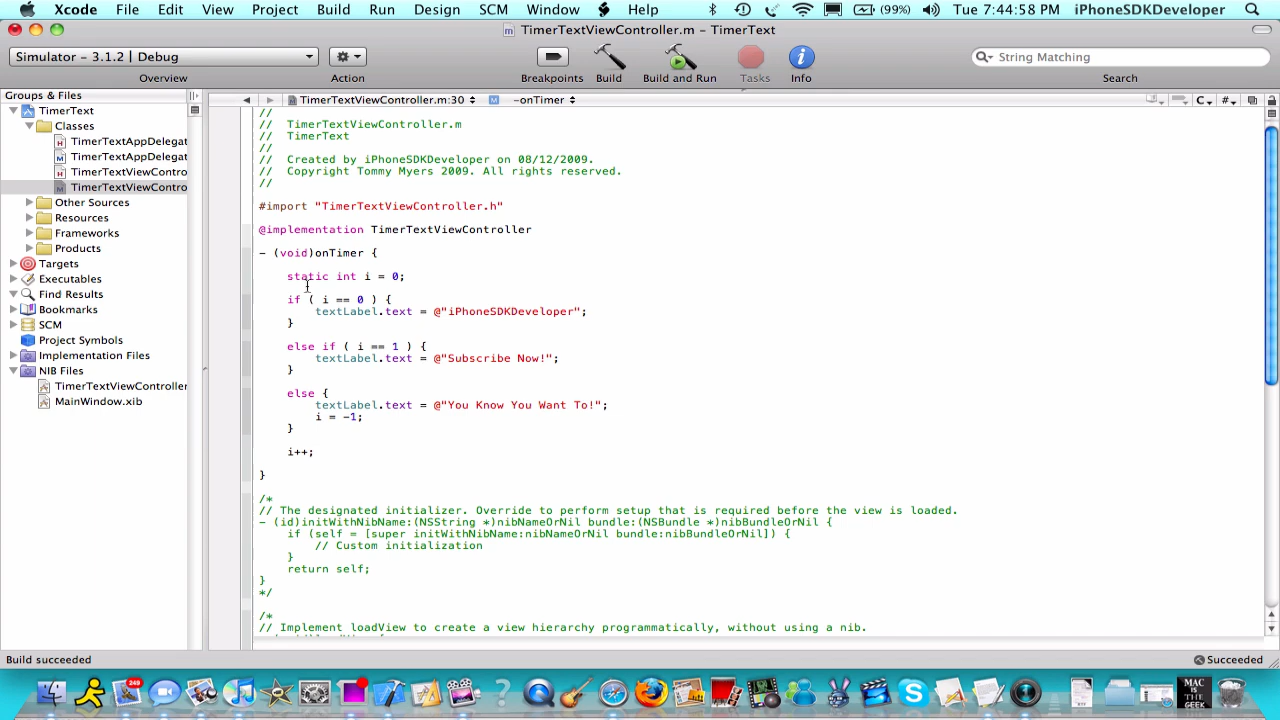 Xcode File Edit View Project Build Run Design SCM Window Help (99%) Tue 7:44:58 PM iPhoneSDKDeveloper
TimerTextViewController.m - TimerText
Simulator - 3.1.2 | Debug
String Matching
Overview Action Breakpoints Build Build and Run Tasks Info Search
Groups & Files
TimerText
Classes
TimerTextAppDelegat
TimerTextAppDelegat
TimerTextViewContro
TimerTextViewContro
Other Sources
Resources
Frameworks
Products
Targets
Executables
Find Results
Bookmarks
SCM
Project Symbols
Implementation Files
NIB Files
TimerTextViewController
MainWindow.xib
TimerTextViewController.m:30 M -onTimer C #
//
// TimerTextViewController.m
// TimerText
//
// Created by iPhoneSDKDeveloper on 08/12/2009.
// Copyright Tommy Myers 2009. All rights reserved.
//
#import "TimerTextViewController.h"
@implementation TimerTextViewController
- (void)onTimer {
static int i = 0;
if ( i == 0 ) {
textLabel.text = @"iPhoneSDKDeveloper";
}
else if ( i == 1 ) {
textLabel.text = @"Subscribe Now!";
}
else {
textLabel.text = @"You Know You Want To!";
i = -1;
}
i++;
}
/*
// The designated initializer. Override to perform setup that is required before the view is loaded.
- (id)initWithNibName:(NSString *)nibNameOrNil bundle:(NSBundle *)nibBundleOrNil {
if (self = [super initWithNibName:nibNameOrNil bundle:nibBundleOrNil]) {
// Custom initialization
}
return self;
}
*/
/*
// Implement loadView to create a view hierarchy programmatically, without using a nib.
Build succeeded
Succeeded
249
MAC
IS THE
GEEK